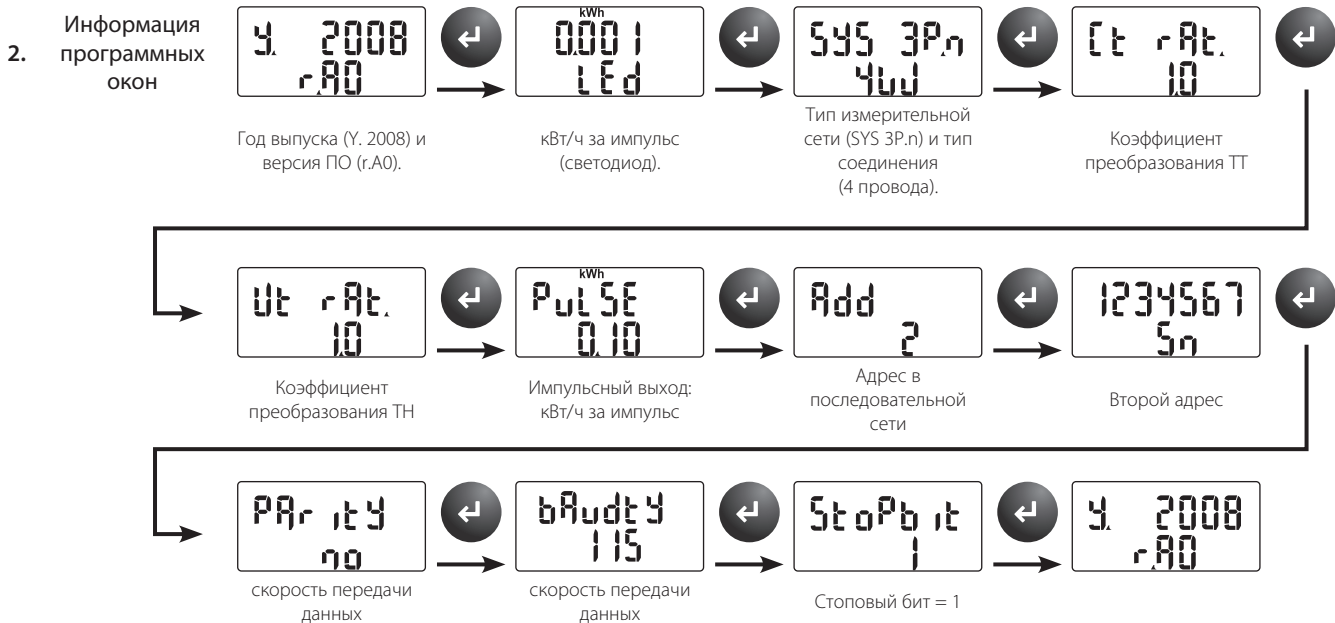 2.
Информация
программных
окон
Y. 2008
r.A0
kWh
0.001
LEd
SYS 3P.n
4W
Ct rAt.
1.0
Год выпуска (Y. 2008) и
версия ПО (r.A0).
кВт/ч за импульс
(светодиод).
Тип измерительной
сети (SYS 3P.n) и тип
соединения
(4 провода).
Коэффициент
преобразования ТТ
Ut rAt.
1.0
kWh
PuLSE
0.10
Add
2
1234567
Sn
Коэффициент
преобразования ТН
Импульсный выход:
кВт/ч за импульс
Адрес в
последовательной
сети
Второй адрес
PAritY
no
bAudtY
115
StoPbit
1
Y. 2008
r.A0
скорость передачи
данных
скорость передачи
данных
Стоповый бит = 1